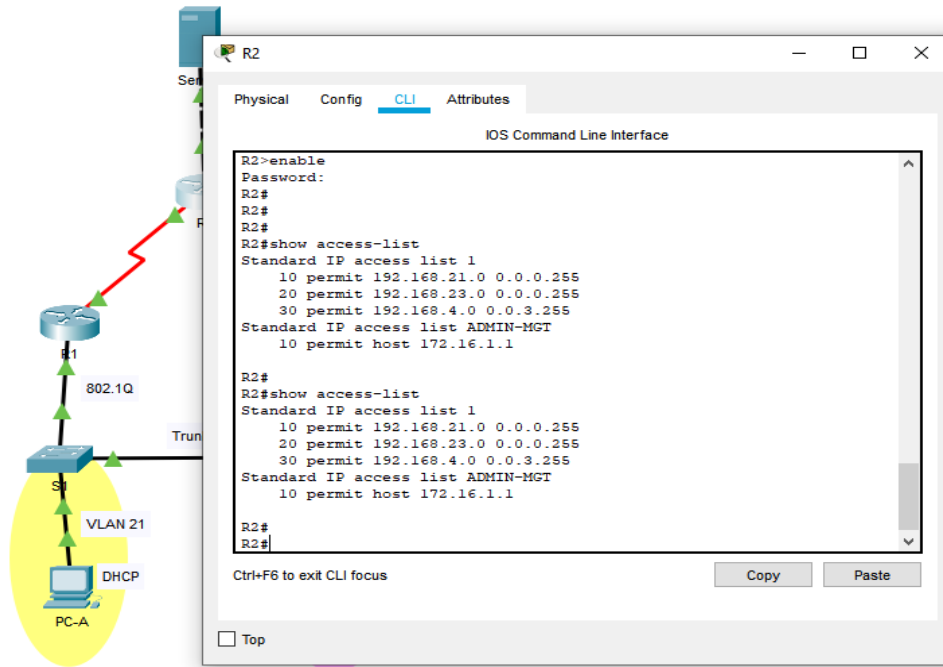 R2
Physical Config CLI Attributes
IOS Command Line Interface
R2>enable
Password:
R2#
R2#
R2#
R2#show access-list
Standard IP access list 1
10 permit 192.168.21.0 0.0.0.255
20 permit 192.168.23.0 0.0.0.255
30 permit 192.168.4.0 0.0.3.255
Standard IP access list ADMIN-MGT
10 permit host 172.16.1.1
R2#
R2#show access-list
Standard IP access list 1
10 permit 192.168.21.0 0.0.0.255
20 permit 192.168.23.0 0.0.0.255
30 permit 192.168.4.0 0.0.3.255
Standard IP access list ADMIN-MGT
10 permit host 172.16.1.1
R2#
R2#
Ctrl+F6 to exit CLI focus
Copy Paste
Top
R1
802.1Q
S1
VLAN 21
DHCP
PC-A